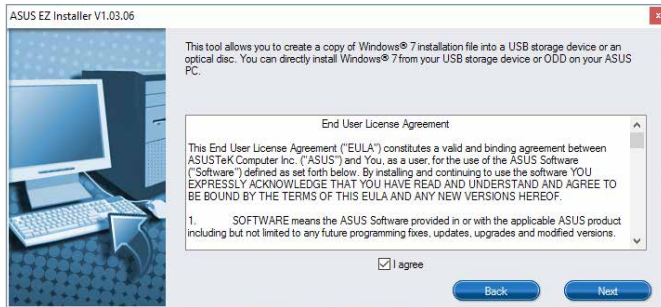 ASUS EZ Installer V1.03.06
This tool allows you to create a copy of Windows® 7 installation file into a USB storage device or an
optical disc. You can directly install Windows® 7 from your USB storage device or ODD on your ASUS
PC.
End User License Agreement
This End User License Agreement ("EULA") constitutes a valid and binding agreement between
ASUSTeK Computer Inc. ("ASUS") and You, as a user, for the use of the ASUS Software
("Software") defined as set forth below. By installing and continuing to use the software YOU
EXPRESSLY ACKNOWLEDGE THAT YOU HAVE READ AND UNDERSTAND AND AGREE TO
BE BOUND BY THE TERMS OF THIS EULA AND ANY NEW VERSIONS HEREOF.
1. SOFTWARE means the ASUS Software provided in or with the applicable ASUS product
including but not limited to any future programming fixes, updates, upgrades and modified versions.
I agree
Back Next